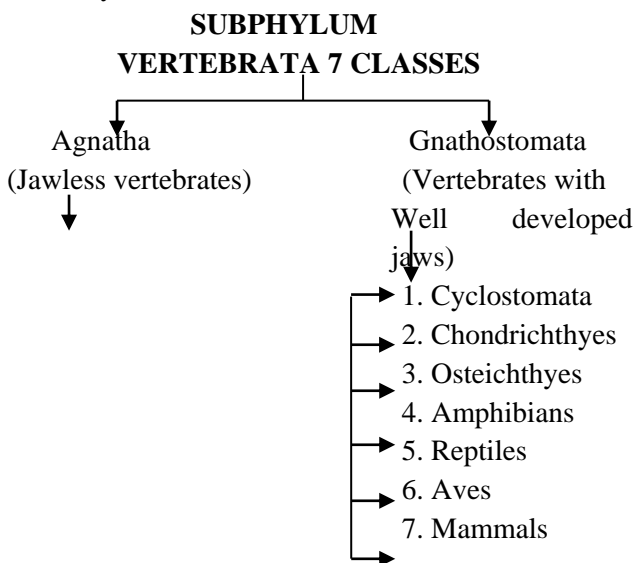 SUBPHYLUM
VERTEBRATA 7 CLASSES
Agnatha
(Jawless vertebrates)
Gnathostomata
(Vertebrates with
Well developed
jaws)
1. Cyclostomata
2. Chondrichthyes
3. Osteichthyes
4. Amphibians
5. Reptiles
6. Aves
7. Mammals